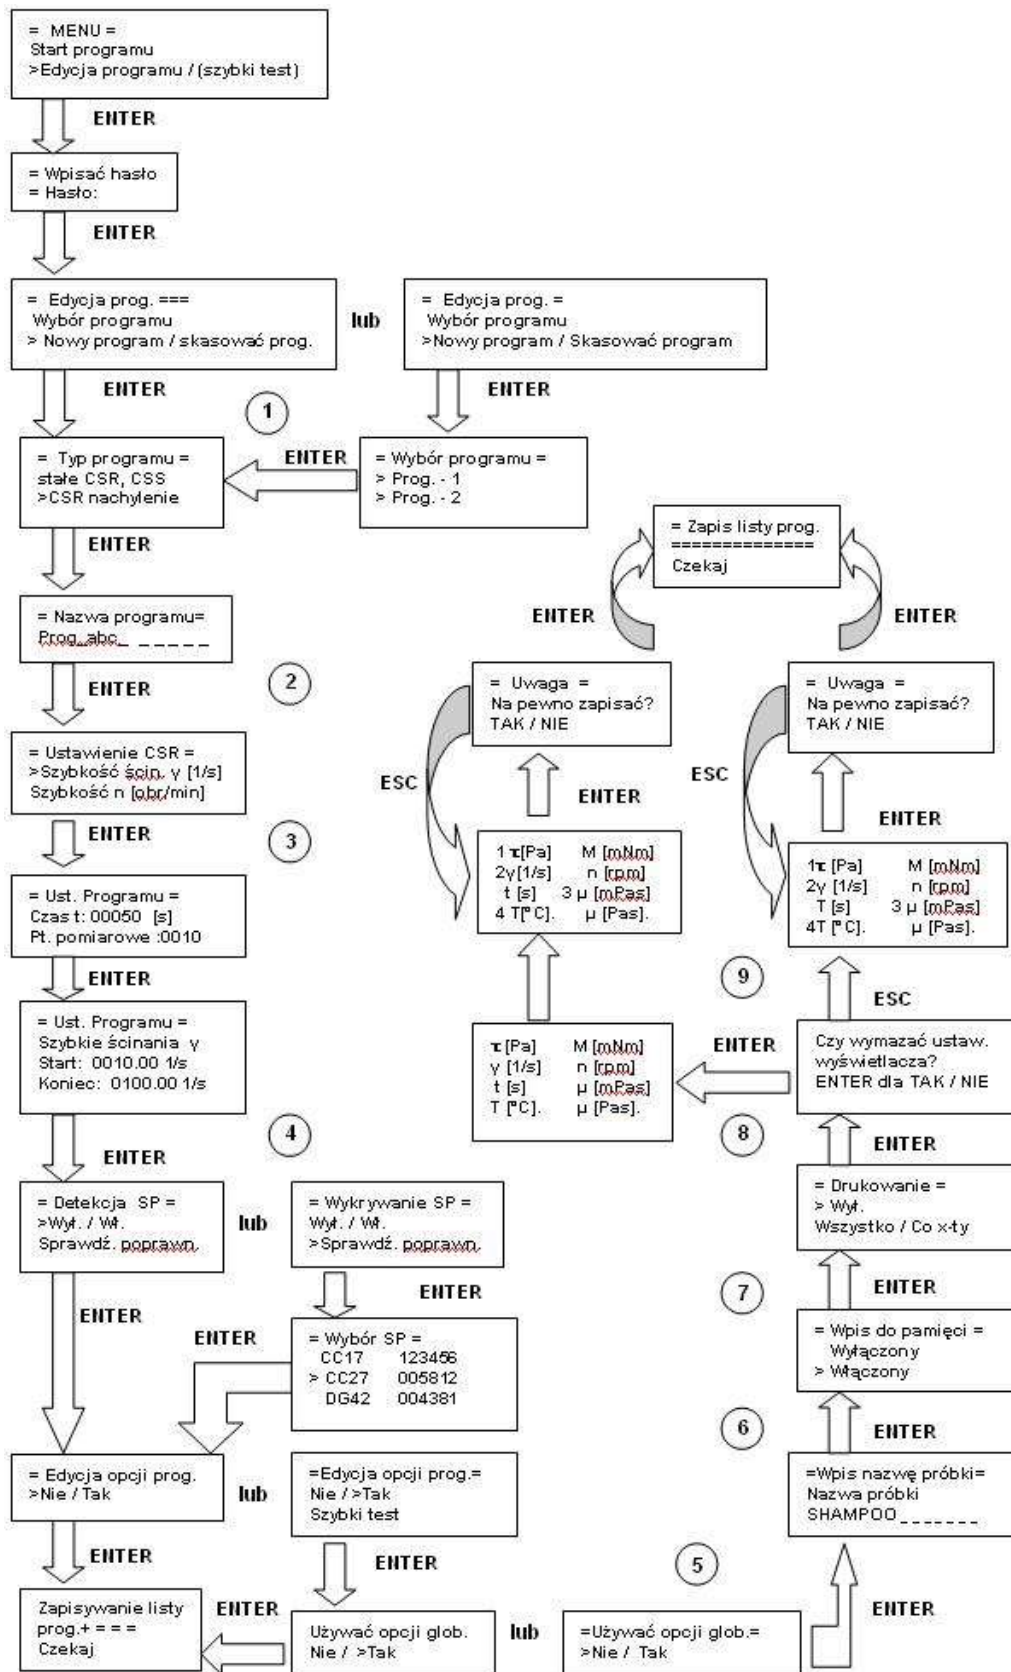 = MENU =
Start programu
>Edycja programu / (szybki test)
ENTER
= Wpisać hasło
= Hasło:
ENTER
= Edycja prog. ===
Wybór programu
> Nowy program / skasować prog.
lub
= Edycja prog. =
Wybór programu
>Nowy program / Skasować program
ENTER
ENTER
1
= Typ programu =
stałe CSR, CSS
>CSR nachylenie
ENTER
= Wybór programu =
> Prog. - 1
> Prog. - 2
ENTER
= Nazwa programu=
Prog_abc_ _ _ _ _ _
ENTER
2
= Ustawienie CSR =
>Szybkość ścin. γ [1/s]
Szybkość n [obr/min]
ENTER
3
= Ust. Programu =
Czas t: 00050 [s]
Pt. pomiarowe :0010
ENTER
= Ust. Programu =
Szybkie ścinania γ
Start: 0010.00 1/s
Koniec: 0100.00 1/s
ENTER
4
= Detekcja SP =
>Wył. / Wł.
Sprawdź. poprawn.
lub
= Wykrywanie SP =
Wył. / Wł.
>Sprawdź. poprawn.
ENTER
ENTER
ENTER
= Wybór SP =
CC17 123456
> CC27 005812
DG42 004381
= Edycja opcji prog.
>Nie / Tak
lub
=Edycja opcji prog.=
Nie / >Tak
Szybki test
ENTER
ENTER
Zapisywanie listy
prog.+ = = =
Czekaj
ENTER
Używać opcji glob.
Nie / >Tak
lub
5
=Używać opcji glob.=
>Nie / Tak
ENTER
=Wpis nazwę próbki=
Nazwa próbki
SHAMPOO_ _ _ _ _ _ _
6
ENTER
= Wpis do pamięci =
Wyłączony
> Włączony
7
ENTER
= Drukowanie =
> Wył.
Wszystko / Co x-ty
8
ENTER
Czy wymazać ustaw.
wyświetlacza?
ENTER dla TAK / NIE
ENTER
τ [Pa] M [mNm]
γ [1/s] n [rpm]
t [s] μ [mPas]
T [°C]. μ [Pas].
9
ESC
1τ [Pa] M [mNm]
2γ [1/s] n [rpm]
T [s] 3 μ [mPas]
4T [°C]. μ [Pas].
1 τ[Pa] M [mNm]
2γ[1/s] n [rpm]
t [s] 3 μ [mPas]
4 T[°C]. μ [Pas].
ESC
ENTER
ESC
ENTER
= Uwaga =
Na pewno zapisać?
TAK / NIE
= Uwaga =
Na pewno zapisać?
TAK / NIE
ENTER
ENTER
= Zapis listy prog.
==============
Czekaj